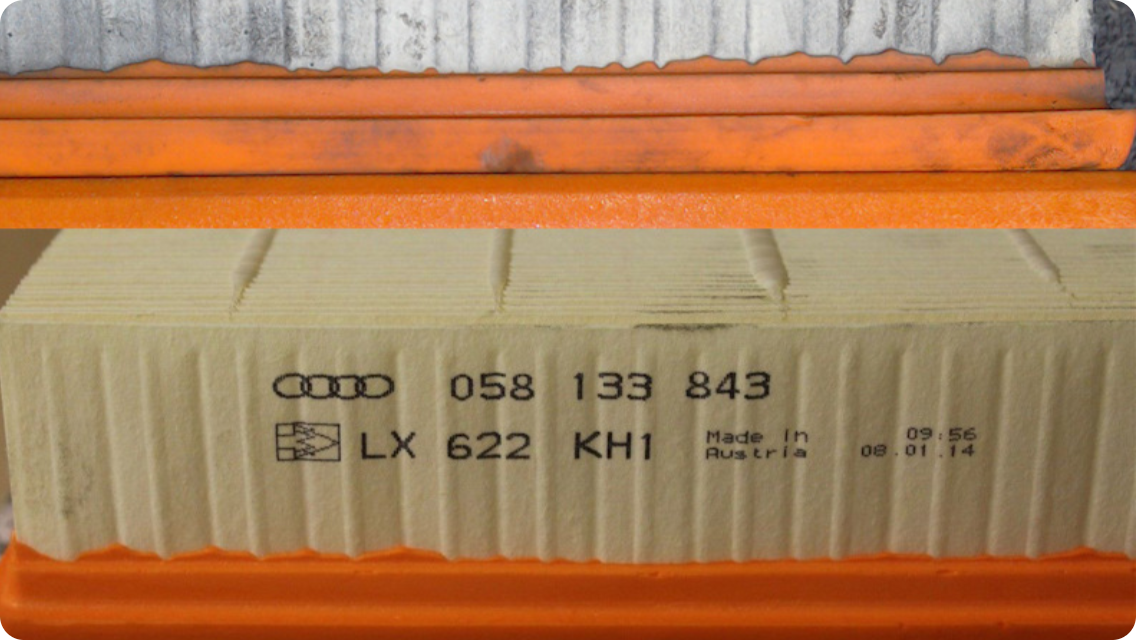 058 133 843
LX 622 KH1
Made in
Austria
09:56
08.01.14